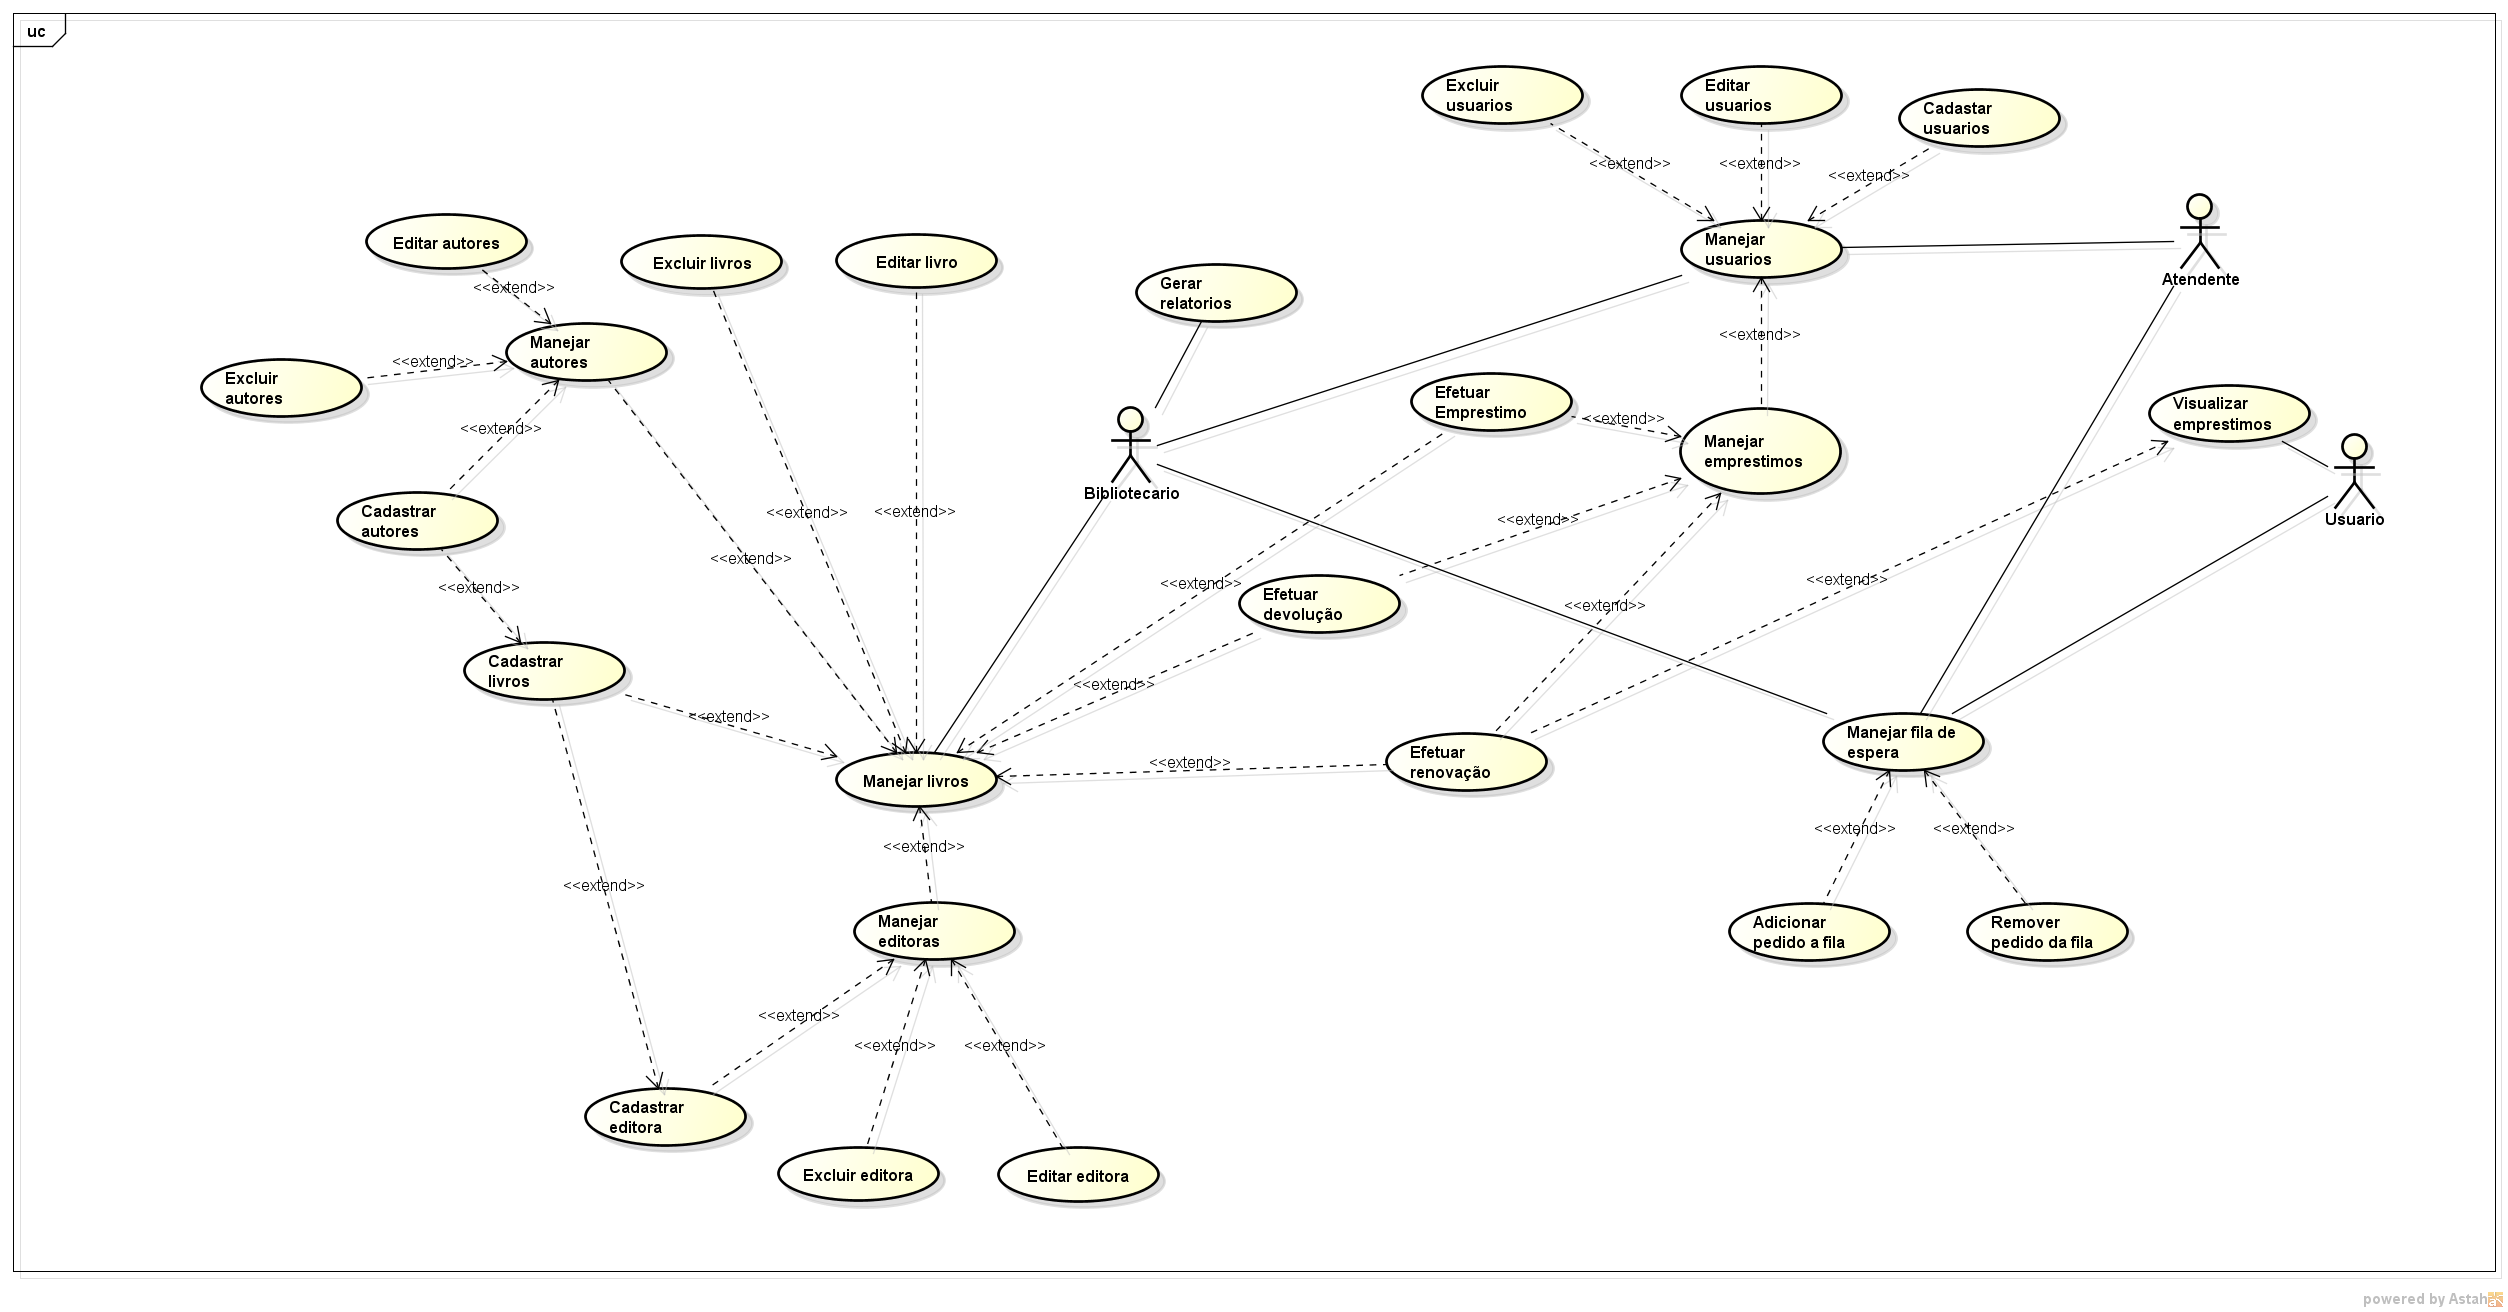 uc
Excluir
usuarios
Editar
usuarios
Cadastar
usuarios
<<extend>>
<<extend>>
<<extend>>
Editar autores
Excluir livros
Editar livro
Manejar
usuarios
Atendente
<<extend>>
Gerar
relatorios
Manejar
autores
<<extend>>
<<extend>>
Excluir
autores
Efetuar
Emprestimo
<<extend>>
Visualizar
emprestimos
<<extend>>
Manejar
emprestimos
Bibliotecario
Usuario
Cadastrar
autores
<<extend>>
<<extend>>
<<extend>>
<<extend>>
<<extend>>
<<extend>>
<<extend>>
Efetuar
devolução
<<extend>>
<<extend>>
Cadastrar
livros
<<extend>>
<<extend>>
Manejar fila de
espera
Efetuar
renovação
<<extend>>
Manejar livros
<<extend>>
<<extend>>
<<extend>>
<<extend>>
Manejar
editoras
Adicionar
pedido a fila
Remover
pedido da fila
<<extend>>
<<extend>>
<<extend>>
Cadastrar
editora
Excluir editora
Editar editora
powered by Astah